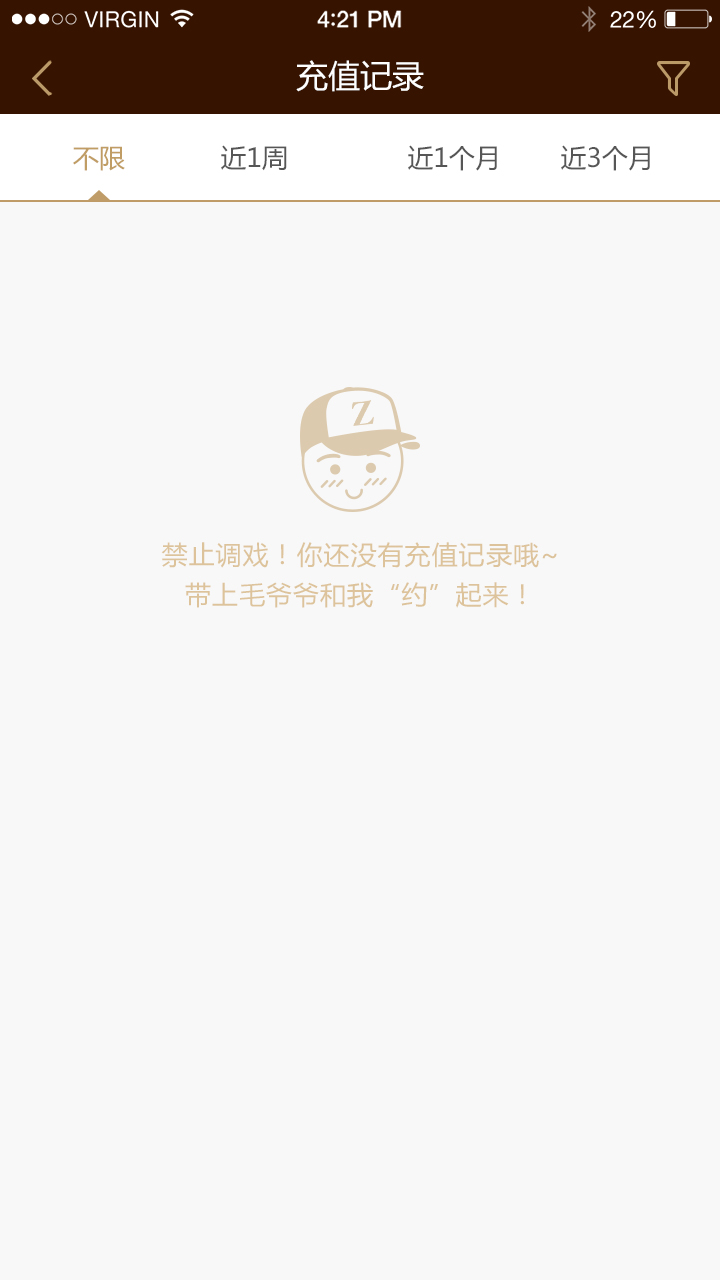 VIRGIN 4:21 PM 22%
充值记录
不限 近1周 近1个月 近3个月
Z
禁止调戏！你还没有充值记录哦~
带上毛爷爷和我“约”起来！